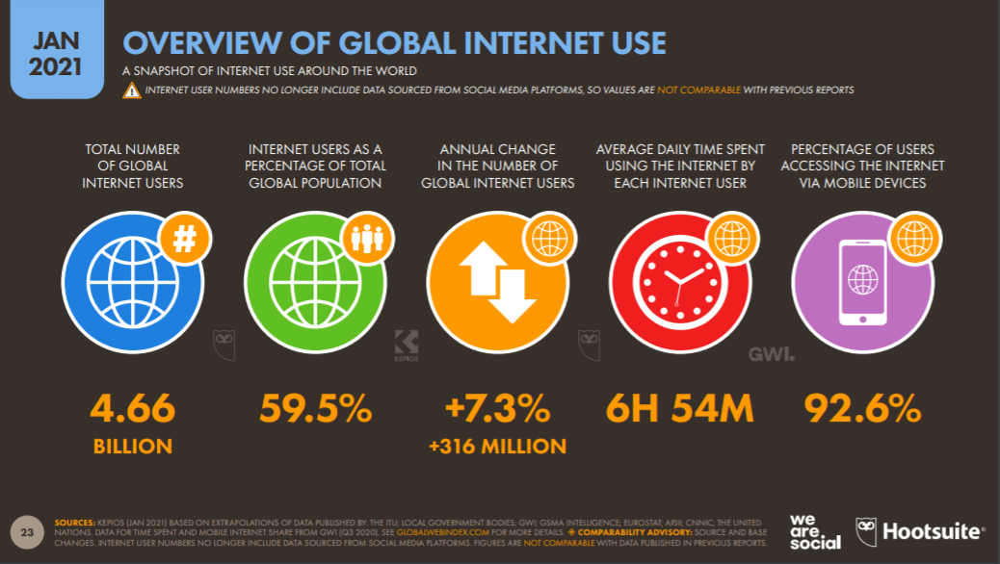 JAN
2021
OVERVIEW OF GLOBAL INTERNET USE
A SNAPSHOT OF INTERNET USE AROUND THE WORLD
INTERNET USER NUMBERS NO LONGER INCLUDE DATA SOURCED FROM SOCIAL MEDIA PLATFORMS, SO VALUES ARE NOT COMPARABLE WITH PREVIOUS REPORTS
TOTAL NUMBER
OF GLOBAL
INTERNET USERS
INTERNET USERS AS A
PERCENTAGE OF TOTAL
GLOBAL POPULATION
ANNUAL CHANGE
IN THE NUMBER OF
GLOBAL INTERNET USERS
AVERAGE DAILY TIME SPENT
USING THE INTERNET BY
EACH INTERNET USER
PERCENTAGE OF USERS
ACCESSING THE INTERNET
VIA MOBILE DEVICES
#
KEPIOS
GWI.
4.66
BILLION
59.5%
+7.3%
+316 MILLION
6H 54M
92.6%
23
SOURCES: KEPIOS (JAN 2021) BASED ON EXTRAPOLATIONS OF DATA PUBLISHED BY: THE ITU; LOCAL GOVERNMENT BODIES; GWI; GSMA INTELLIGENCE; EUROSTAT; APJII; CNNIC; THE UNITED
NATIONS. DATA FOR TIME SPENT AND MOBILE INTERNET SHARE FROM GWI (Q3 2020). SEE GLOBALWEBINDEX.COM FOR MORE DETAILS. ◈ COMPARABILITY ADVISORY: SOURCE AND BASE
CHANGES. INTERNET USER NUMBERS NO LONGER INCLUDE DATA SOURCED FROM SOCIAL MEDIA PLATFORMS. FIGURES ARE NOT COMPARABLE WITH DATA PUBLISHED IN PREVIOUS REPORTS.
we
are
social
Hootsuite®